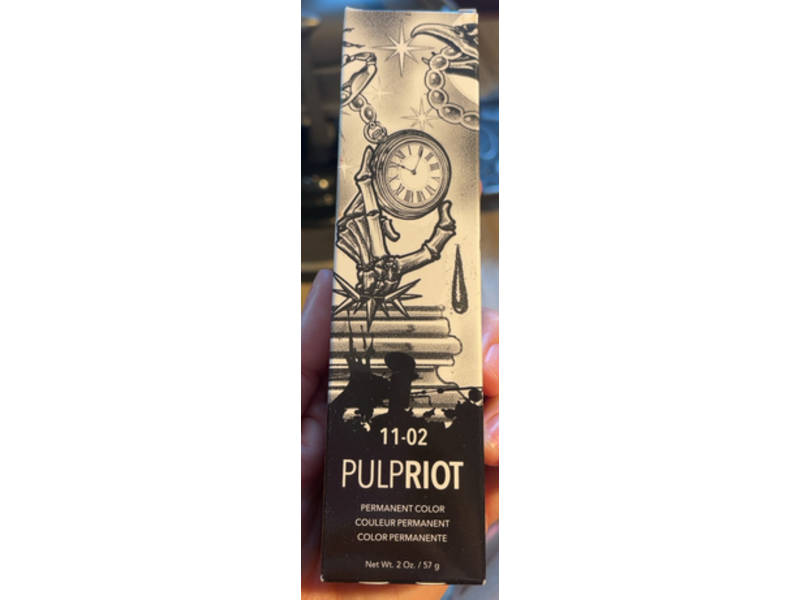 11-02
PULPRIOT
PERMANENT COLOR
COULEUR PERMANENT
COLOR PERMANENTE
Net Wt. 2 Oz. / 57 g